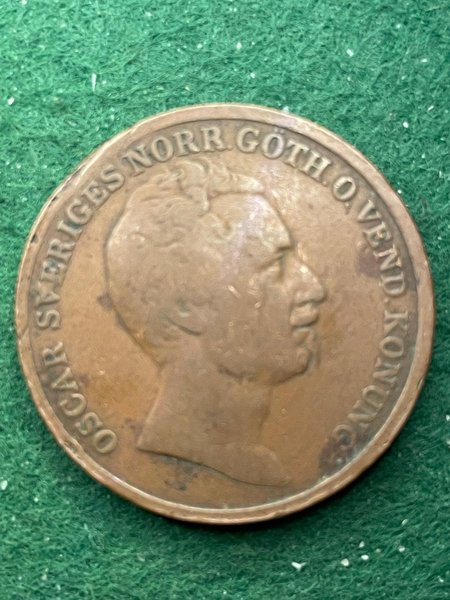 OSCAR SVERIGES NORR. GÖTH. O. VEND. KONUNG.